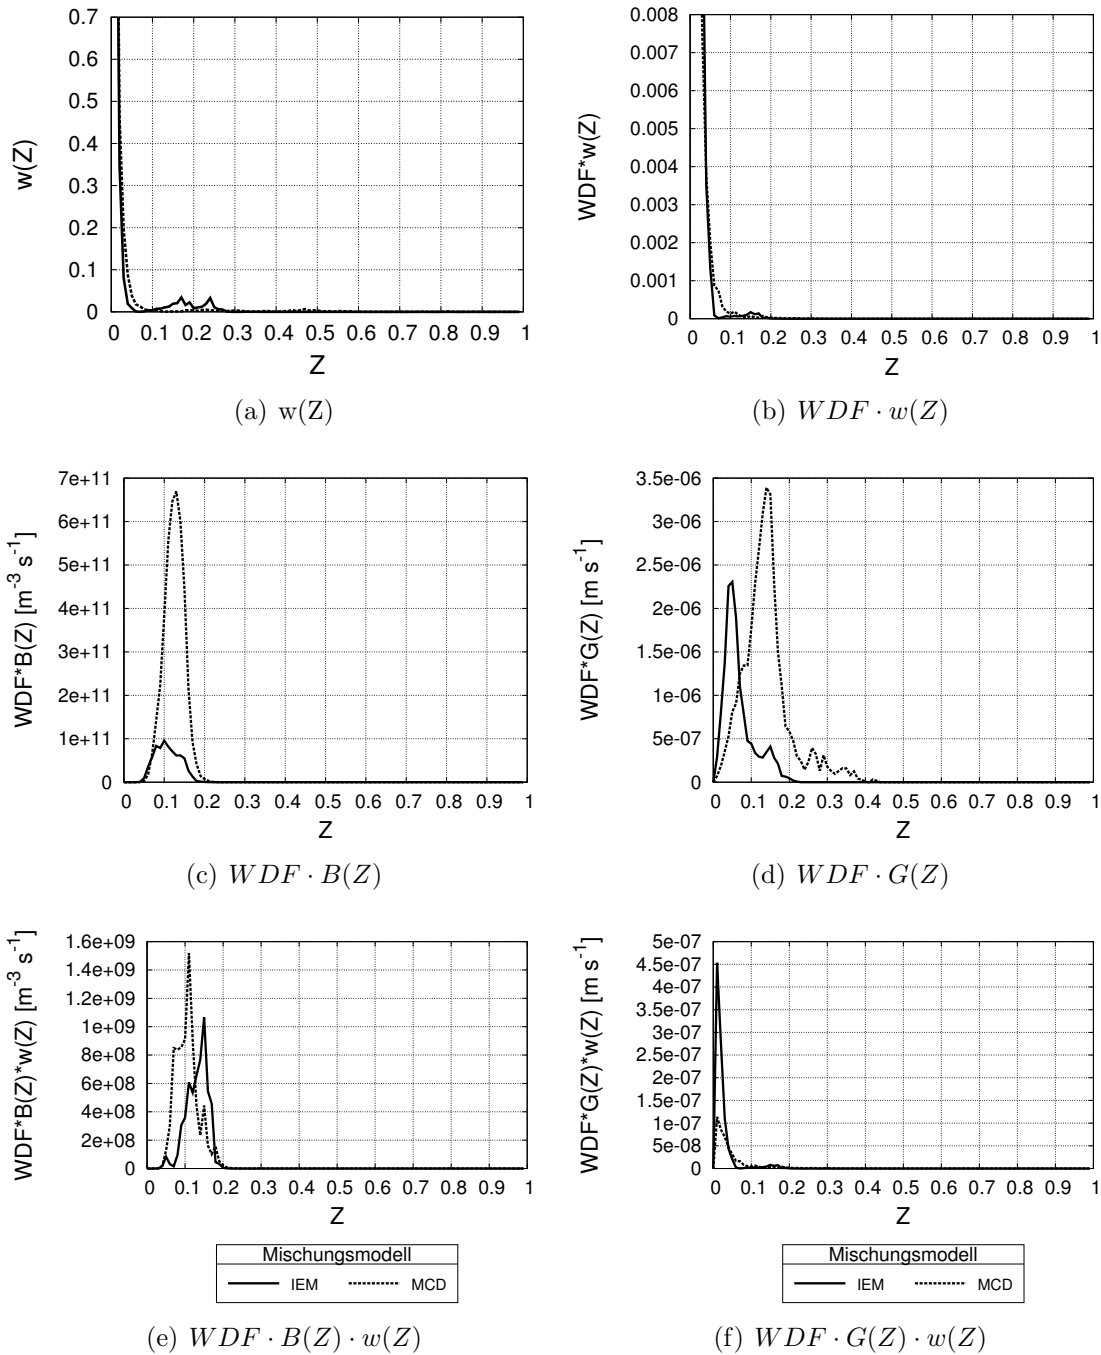 0.7
0.6
0.5
0.4
0.3
0.2
0.1
0
w(Z)
0 0.1 0.2 0.3 0.4 0.5 0.6 0.7 0.8 0.9 1
Z
(a) w(Z)
0.008
0.007
0.006
0.005
0.004
0.003
0.002
0.001
0
WDF*w(Z)
0 0.1 0.2 0.3 0.4 0.5 0.6 0.7 0.8 0.9 1
Z
(b) WDF · w(Z)
7e+11
6e+11
5e+11
4e+11
3e+11
2e+11
1e+11
0
WDF*B(Z) [m⁻³ s⁻¹]
0 0.1 0.2 0.3 0.4 0.5 0.6 0.7 0.8 0.9 1
Z
(c) WDF · B(Z)
3.5e-06
3e-06
2.5e-06
2e-06
1.5e-06
1e-06
5e-07
0
WDF*G(Z) [m s⁻¹]
0 0.1 0.2 0.3 0.4 0.5 0.6 0.7 0.8 0.9 1
Z
(d) WDF · G(Z)
1.6e+09
1.4e+09
1.2e+09
1e+09
8e+08
6e+08
4e+08
2e+08
0
WDF*B(Z)*w(Z) [m⁻³ s⁻¹]
0 0.1 0.2 0.3 0.4 0.5 0.6 0.7 0.8 0.9 1
Z
Mischungsmodell
IEM MCD
(e) WDF · B(Z) · w(Z)
5e-07
4.5e-07
4e-07
3.5e-07
3e-07
2.5e-07
2e-07
1.5e-07
1e-07
5e-08
0
WDF*G(Z)*w(Z) [m s⁻¹]
0 0.1 0.2 0.3 0.4 0.5 0.6 0.7 0.8 0.9 1
Z
Mischungsmodell
IEM MCD
(f) WDF · G(Z) · w(Z)